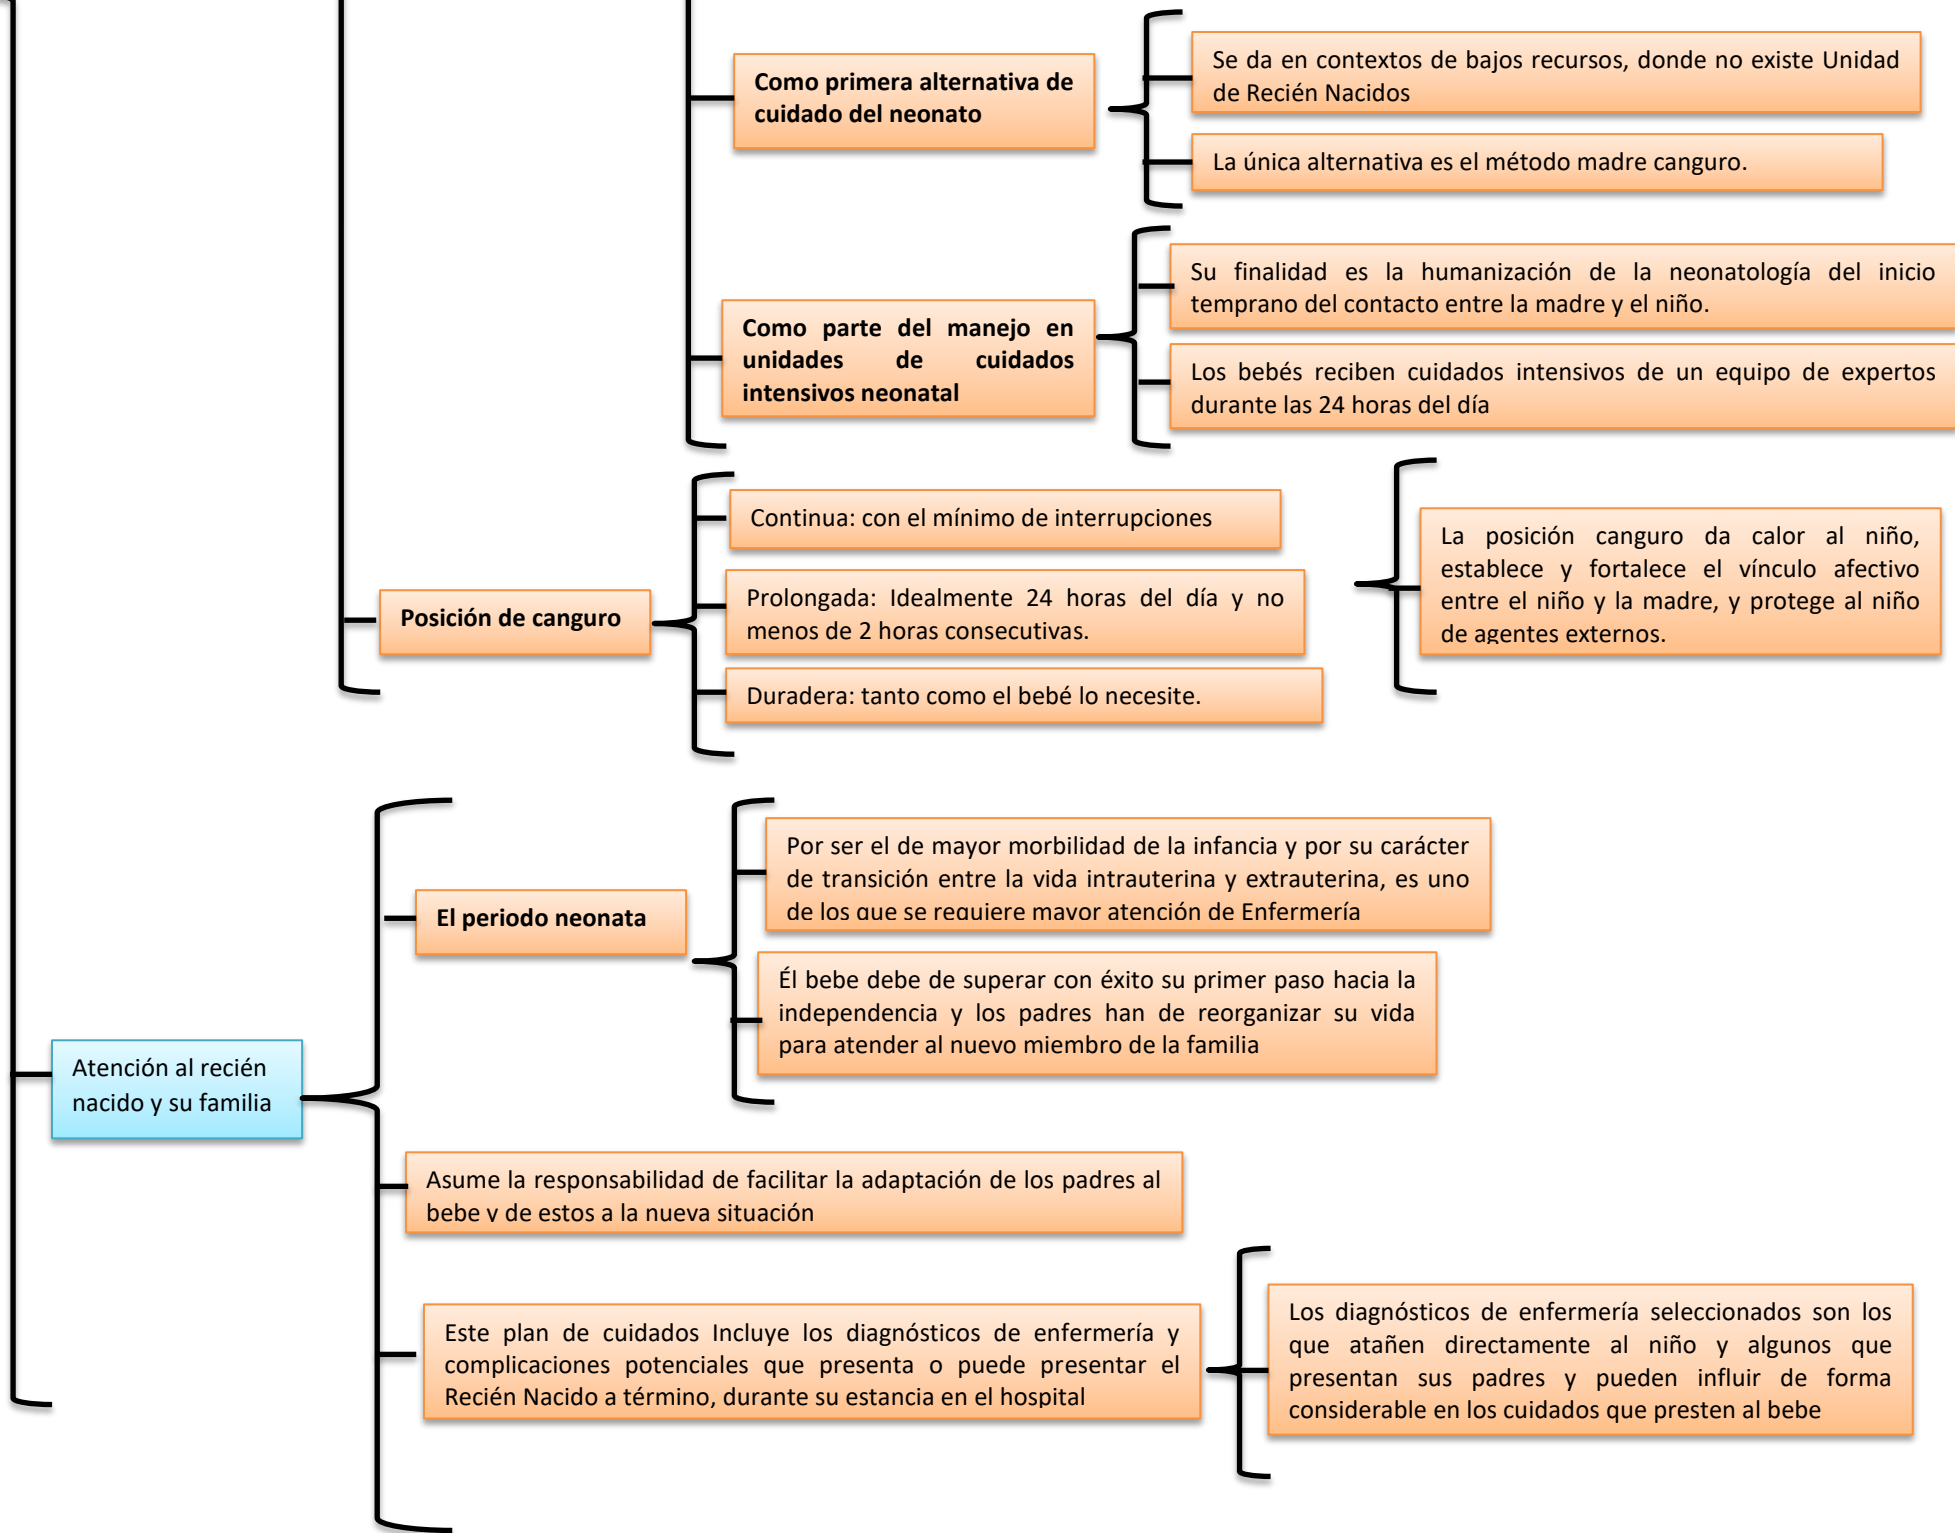 Como primera alternativa de
cuidado del neonato
Se da en contextos de bajos recursos, donde no existe Unidad
de Recién Nacidos
La única alternativa es el método madre canguro.
Como parte del manejo en
unidades de cuidados
intensivos neonatal
Su finalidad es la humanización de la neonatología del inicio
temprano del contacto entre la madre y el niño.
Los bebés reciben cuidados intensivos de un equipo de expertos
durante las 24 horas del día
Posición de canguro
Continua: con el mínimo de interrupciones
Prolongada: Idealmente 24 horas del día y no
menos de 2 horas consecutivas.
Duradera: tanto como el bebé lo necesite.
La posición canguro da calor al niño,
establece y fortalece el vínculo afectivo
entre el niño y la madre, y protege al niño
de agentes externos.
Atención al recién
nacido y su familia
El periodo neonata
Por ser el de mayor morbilidad de la infancia y por su carácter
de transición entre la vida intrauterina y extrauterina, es uno
de los que se requiere mayor atención de Enfermería
Él bebe debe de superar con éxito su primer paso hacia la
independencia y los padres han de reorganizar su vida
para atender al nuevo miembro de la familia
Asume la responsabilidad de facilitar la adaptación de los padres al
bebe y de estos a la nueva situación
Este plan de cuidados Incluye los diagnósticos de enfermería y
complicaciones potenciales que presenta o puede presentar el
Recién Nacido a término, durante su estancia en el hospital
Los diagnósticos de enfermería seleccionados son los
que atañen directamente al niño y algunos que
presentan sus padres y pueden influir de forma
considerable en los cuidados que presten al bebe